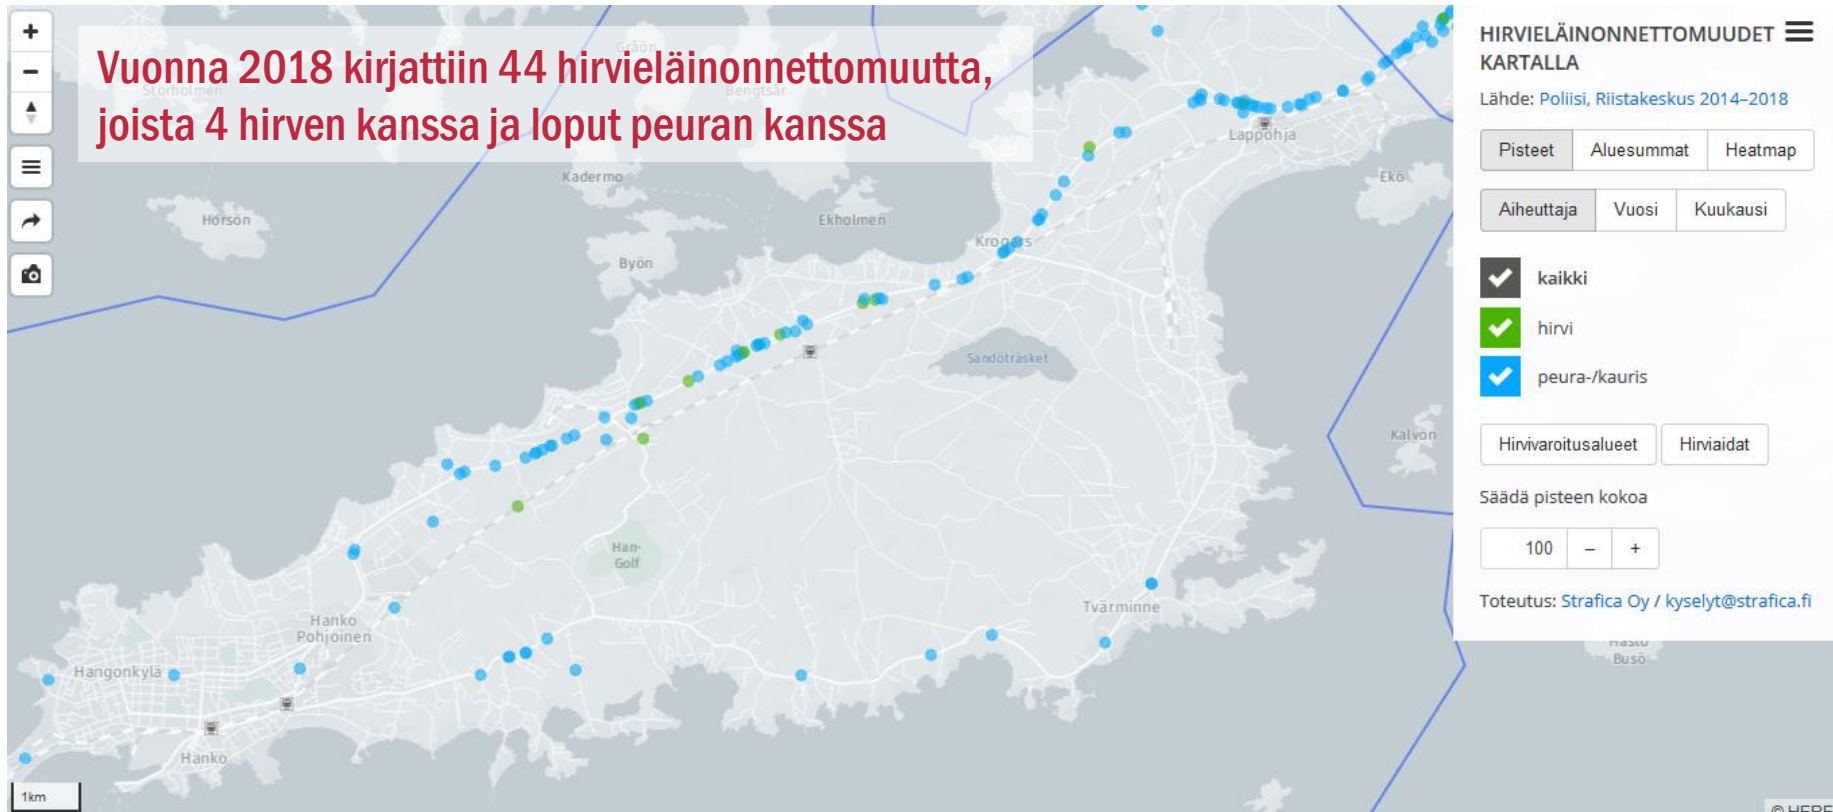 Vuonna 2018 kirjattiin 44 hirvieläinonnettomuutta,
joista 4 hirven kanssa ja loput peuran kanssa
Gråön
Storholmen
Bengtsår
Kadermo
Horsön
Ekholmen
Byön
Krogars
Lappohja
Ekö
Sandöträsket
Kalvön
Han-
Golf
Tvärminne
Hanko
Pohjoinen
Hangonkylä
Hanko
Hästö
Busö
1km
© HERE
HIRVIELÄINONNETTOMUUDET
KARTALLA
Lähde: Poliisi, Riistakeskus 2014–2018
Pisteet Aluesummat Heatmap
Aiheuttaja Vuosi Kuukausi
kaikki
hirvi
peura-/kauris
Hirvivaroitusalueet Hirviaidat
Säädä pisteen kokoa
100 – +
Toteutus: Strafica Oy / kyselyt@strafica.fi